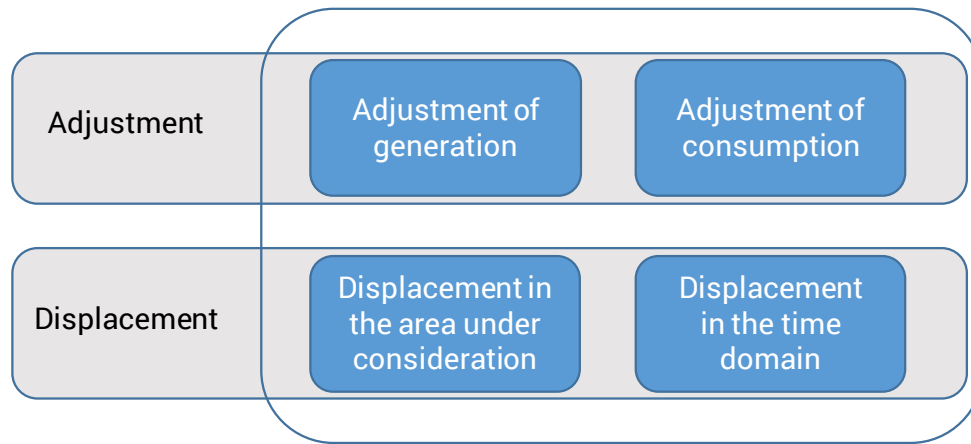 Adjustment
Adjustment of
generation
Adjustment of
consumption
Displacement
Displacement in
the area under
consideration
Displacement
in the time
domain